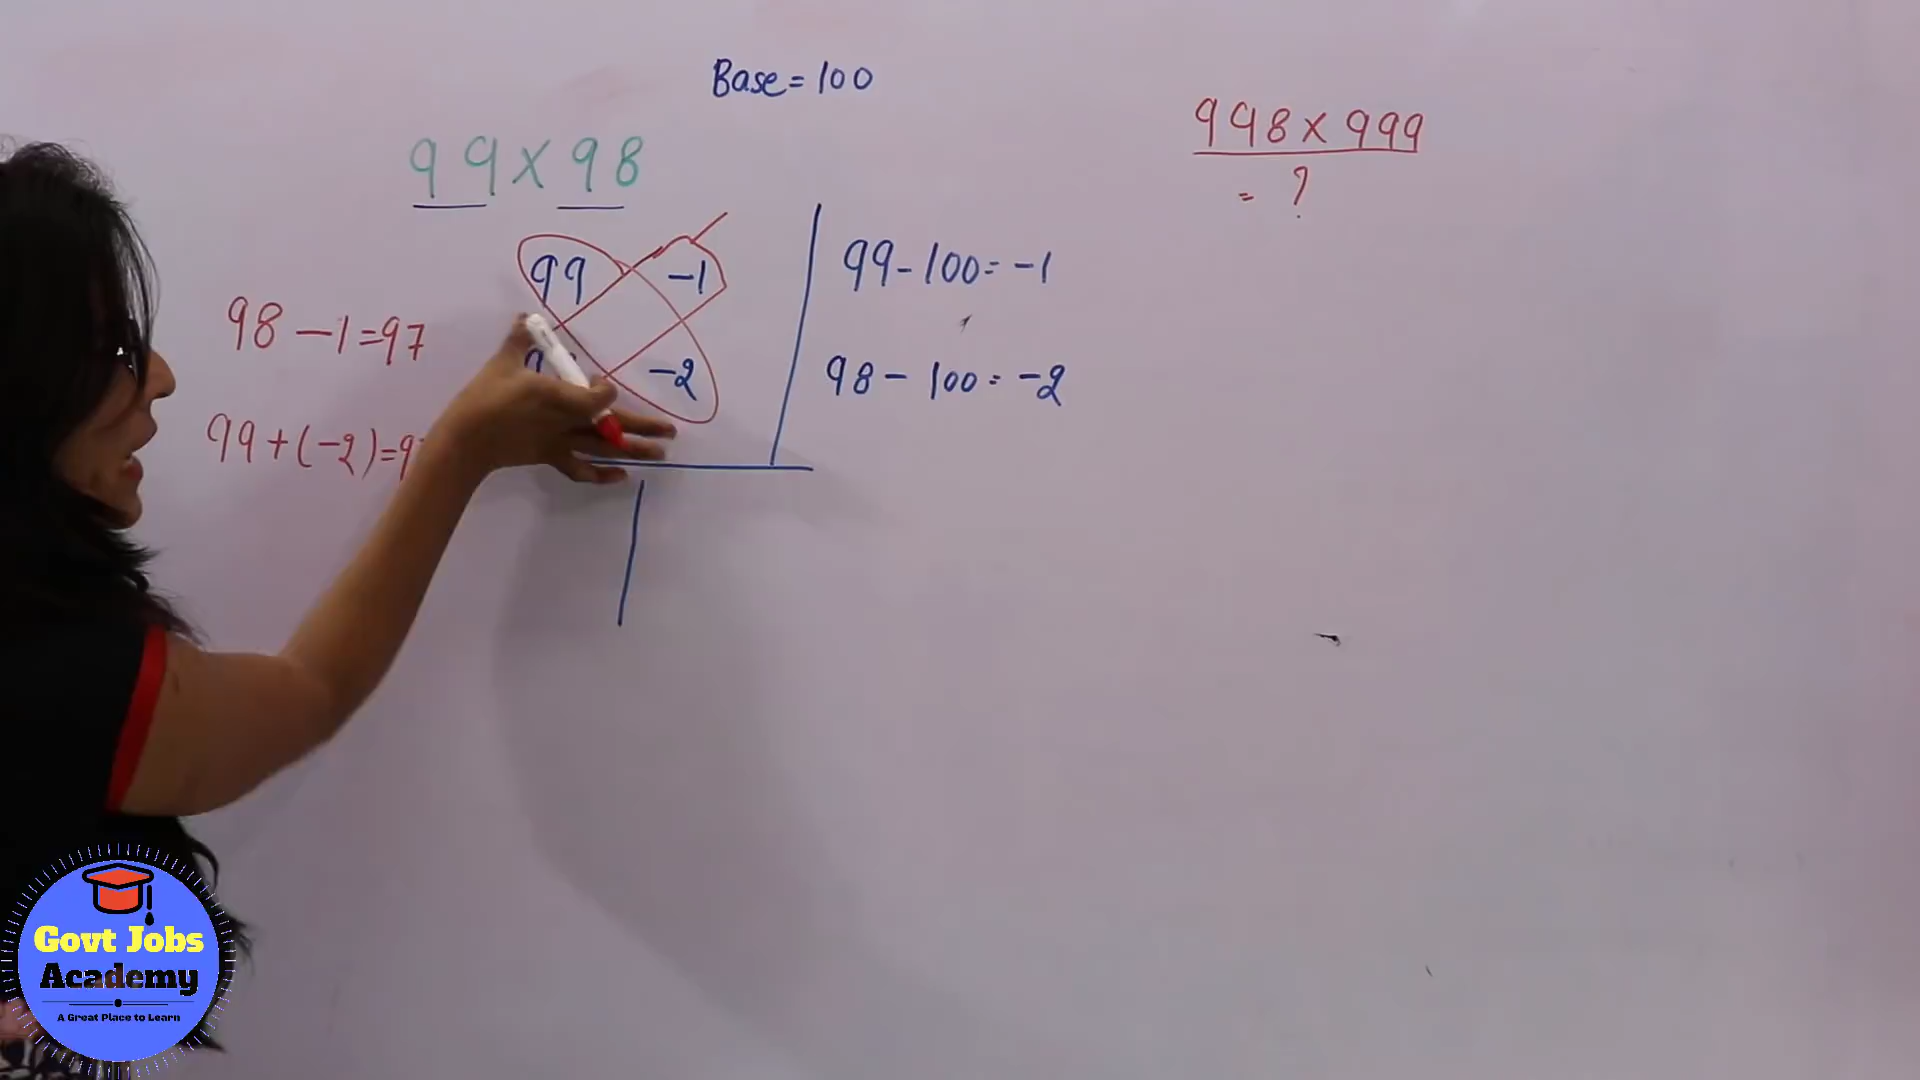 Base = 100
99 x 98
998 x 999
= ?
99 -1
-2
99 - 100 = -1
98 - 100 = -2
98 - 1 = 97
99 + (-2) = 9
Govt Jobs
Academy
A Great Place to Learn